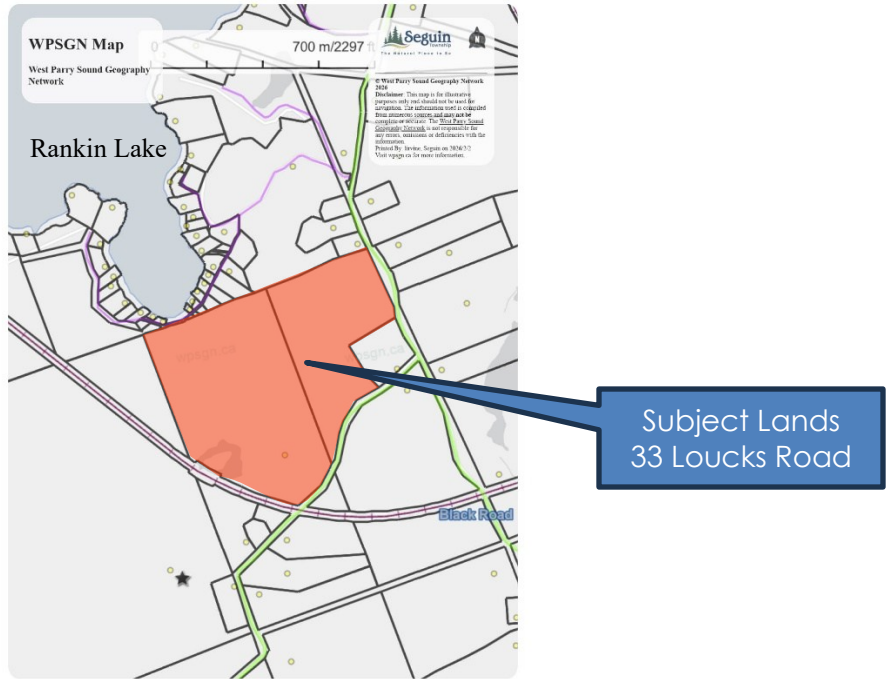 WPSGN Map
West Parry Sound Geography
Network
0
700 m/2297 ft
Seguin
Township
The Natural Place to Be
N
© West Parry Sound Geography Network
2026
Disclaimer: This map is for illustrative
purposes only and should not be used for
navigation. The information used is compiled
from numerous sources and may not be
complete or accurate. The West Parry Sound
Geography Network is not responsible for
any errors, omissions or deficiencies with the
information.
Printed By: Seguin on 2026/2/2
Visit wpsgn.ca for more information.
Rankin Lake
wpsgn.ca
wpsgn.ca
Subject Lands
33 Loucks Road
Black Road